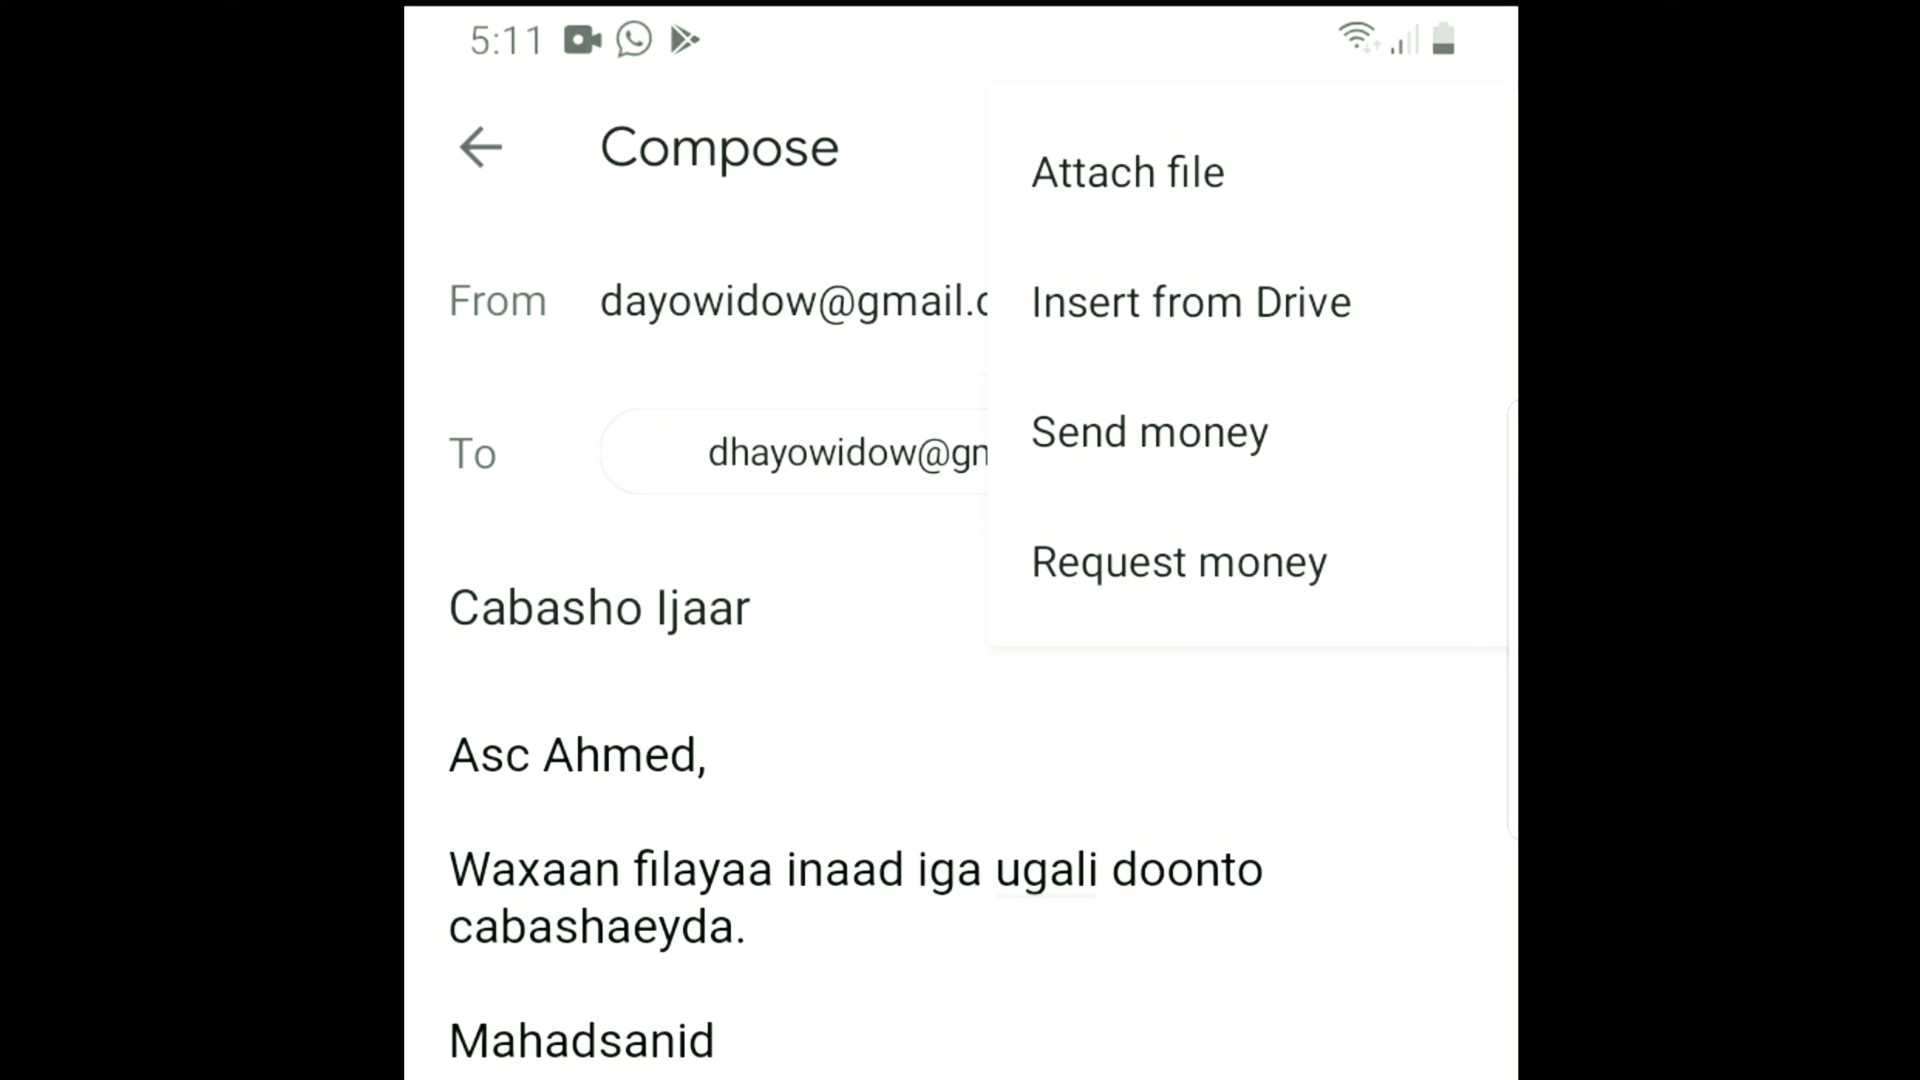 5:11
Compose
Attach file
From dayowidow@gmail.c
Insert from Drive
To dhayowidow@gm
Send money
Request money
Cabasho Ijaar
Asc Ahmed,
Waxaan filayaa inaad iga ugali doonto
cabashaeyda.
Mahadsanid